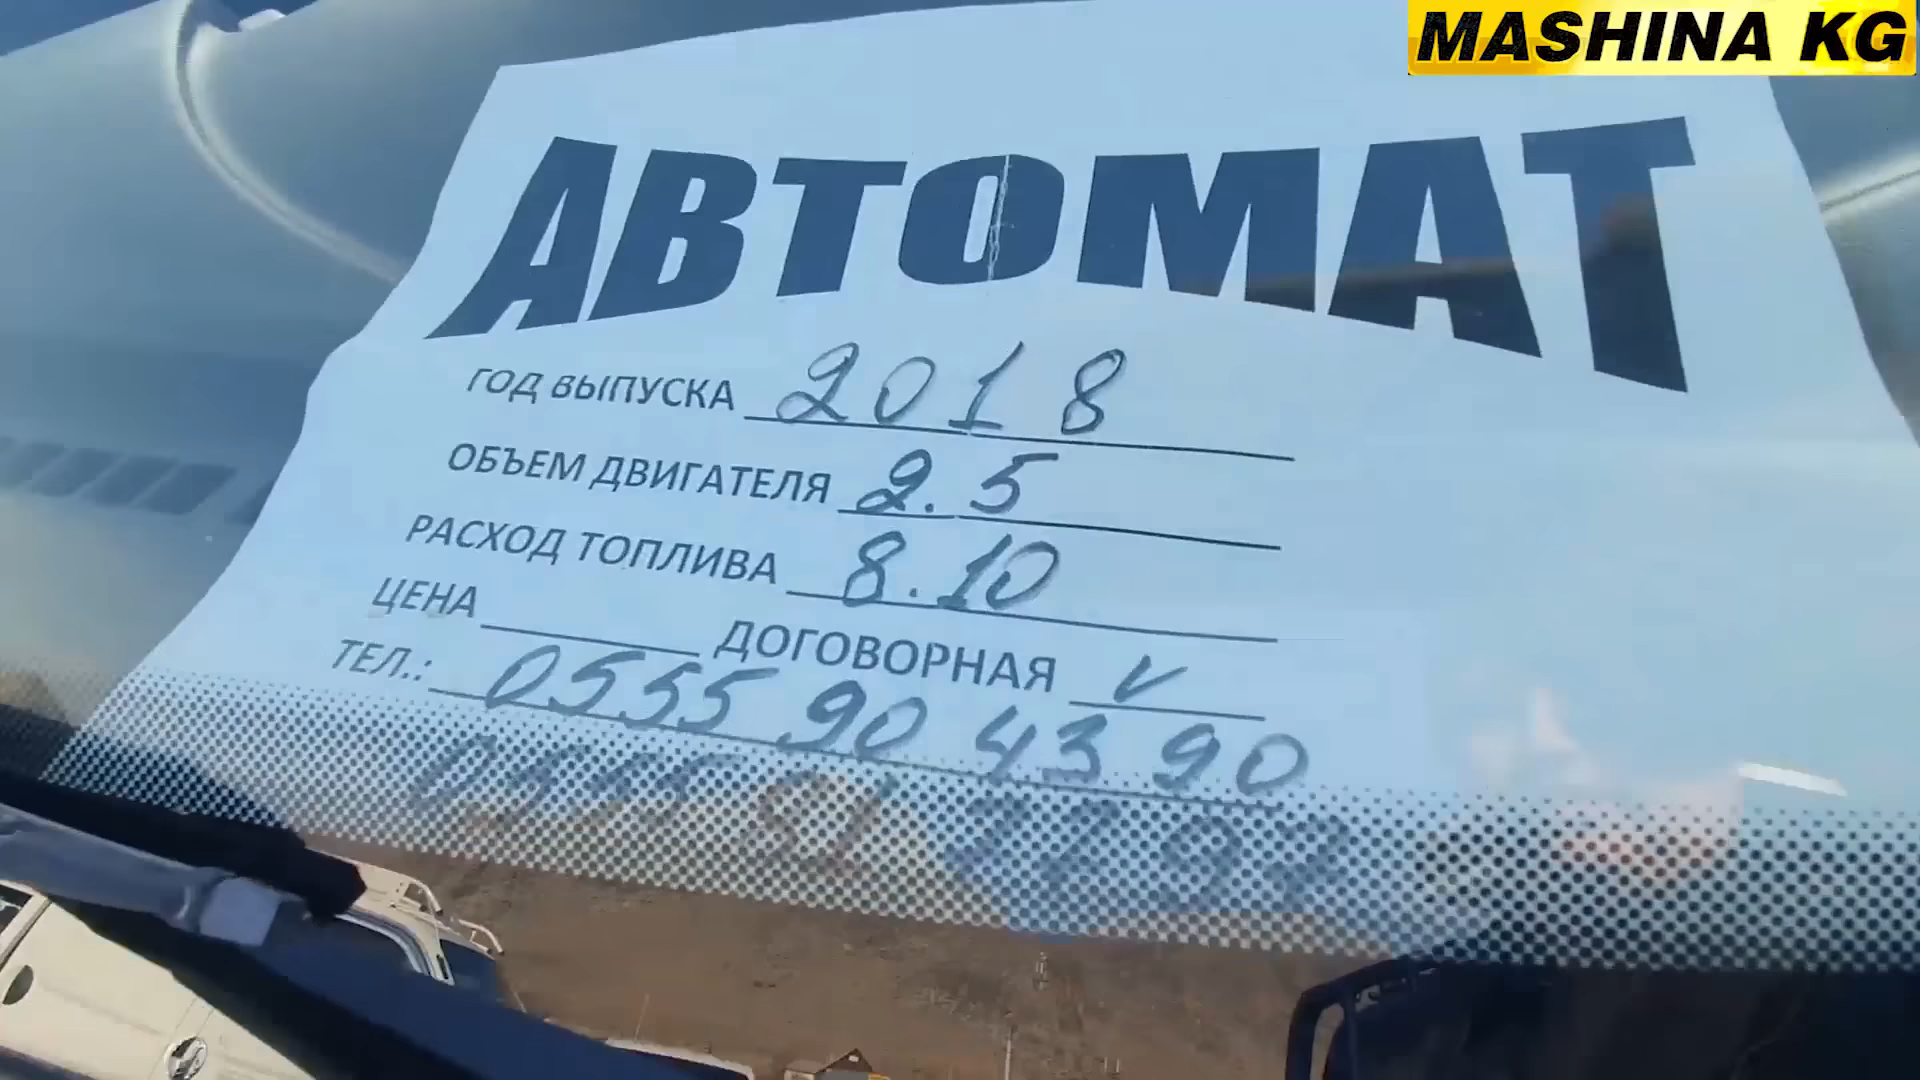 MASHINA KG
АВТОМАТ
ГОД ВЫПУСКА 2018
ОБЪЕМ ДВИГАТЕЛЯ 2.5
РАСХОД ТОПЛИВА 8.10
ЦЕНА ДОГОВОРНАЯ V
ТЕЛ.: 0555 90 43 90